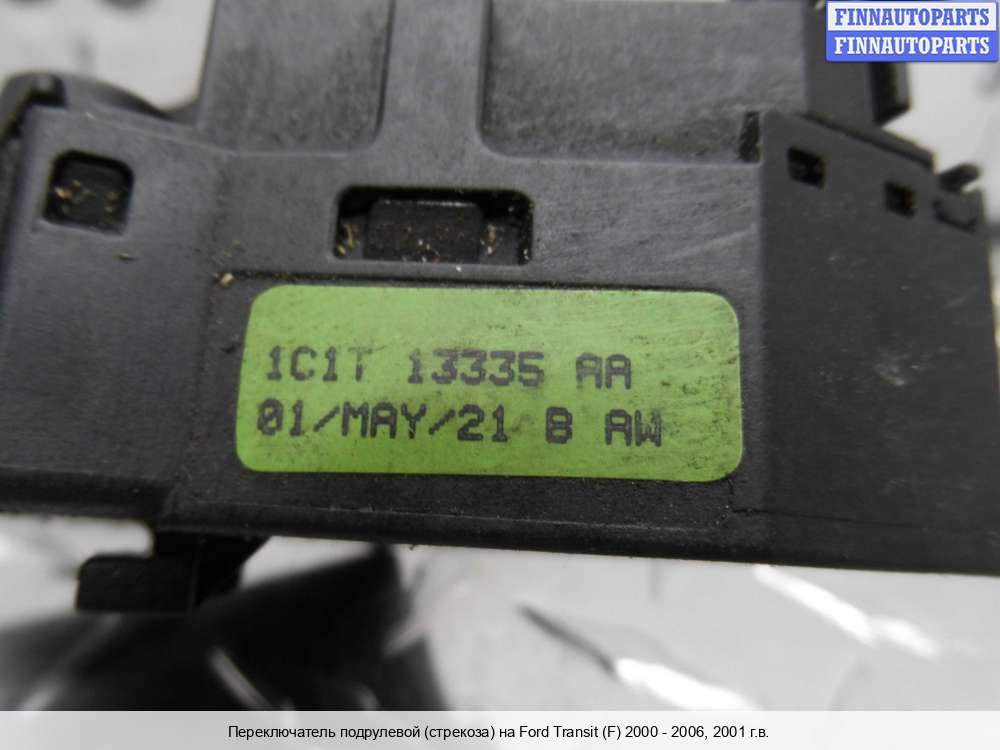 FINNAUTOPARTS
FINNAUTOPARTS
1C1T 13335 AA
01/MAY/21 B AW
Переключатель подрулевой (стрекоза) на Ford Transit (F) 2000 - 2006, 2001 г.в.